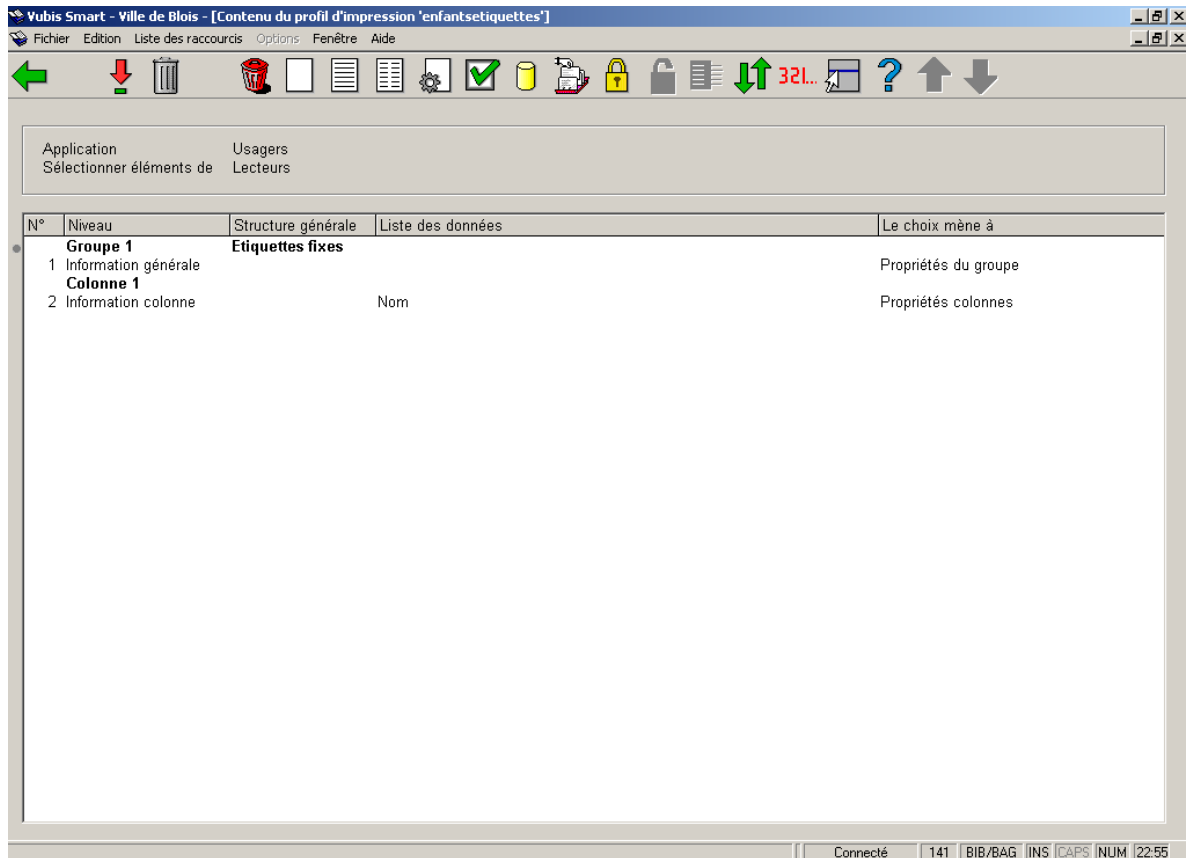 Vubis Smart - Ville de Blois - [Contenu du profil d'impression 'enfantsetiquettes']
Fichier Edition Liste des raccourcis Options Fenêtre Aide
321...
Application Usagers
Sélectionner éléments de Lecteurs
N° Niveau Structure générale Liste des données Le choix mène à
Groupe 1 Etiquettes fixes
1 Information générale Propriétés du groupe
Colonne 1
2 Information colonne Nom Propriétés colonnes
Connecté 141 BIB/BAG INS CAPS NUM 22:55